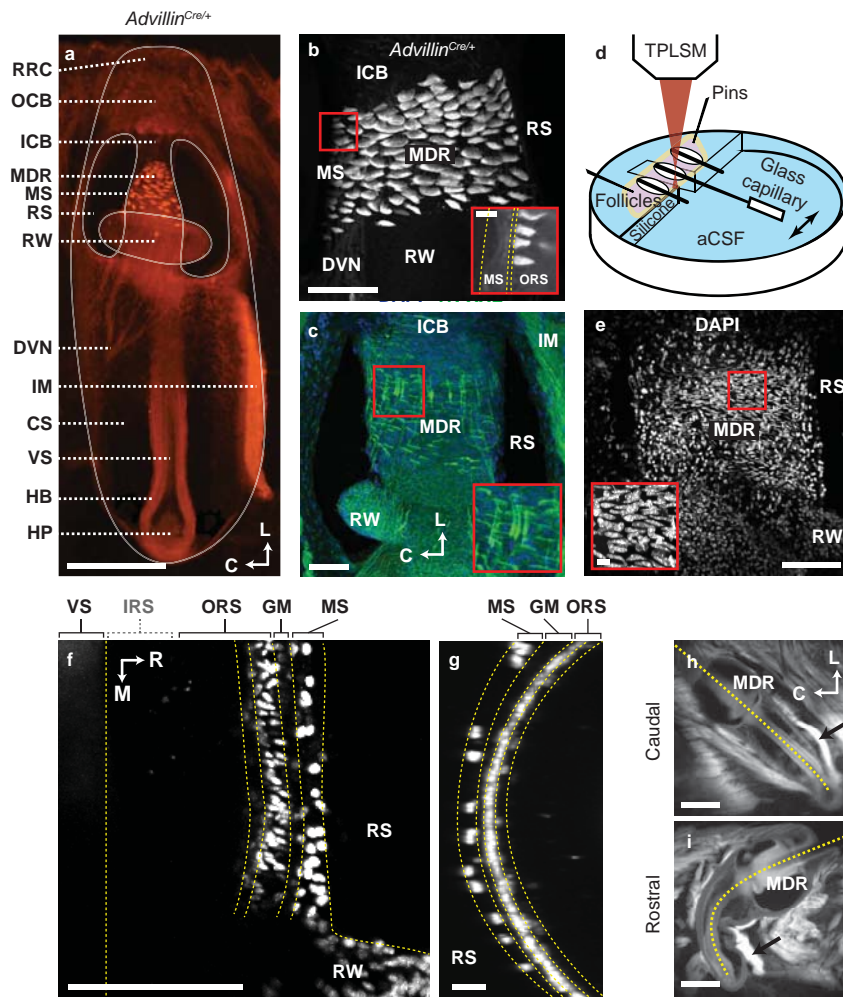 Advillin^Cre/+
a
RRC
OCB
ICB
MDR
MS
RS
RW
DVN
IM
CS
VS
HB
HP
L
C
b
Advillin^Cre/+
ICB
RS
MDR
MS
DVN
RW
MS
ORS
c
ICB
IM
MDR
RS
RW
L
C
d
TPLSM
Pins
Follicles
Silicone
Glass
capillary
aCSF
e
DAPI
RS
MDR
RW
VS IRS ORS GM MS
f
R
M
RS
RW
MS GM ORS
g
RS
Caudal
h
MDR
L
C
Rostral
i
MDR